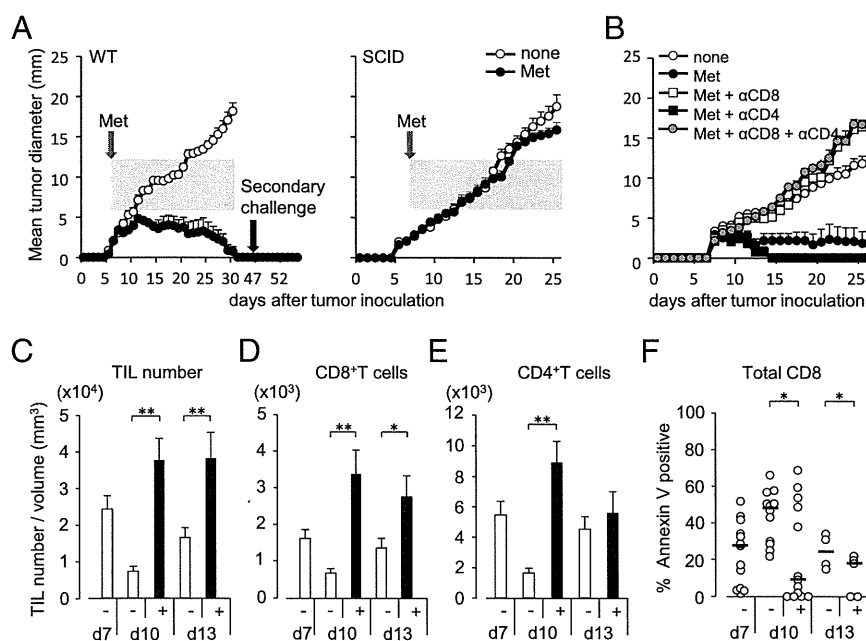 A
B
WT
SCID
none
Met
none
Met
Met + αCD8
Met + αCD4
Met + αCD8 + αCD4
Mean tumor diameter (mm)
25
20
15
10
5
0
Met
Secondary
challenge
0 5 10 15 20 25 30 47 52
25
20
15
10
5
0
Met
0 5 10 15 20 25
25
20
15
10
5
0
0 5 10 15 20 25
days after tumor inoculation
days after tumor inoculation
C
TIL number
(x10⁴)
TIL number / volume (mm³)
5
4
3
2
1
0
** **
- - + - +
d7 d10 d13
D
CD8⁺T cells
(x10³)
5
4
3
2
1
0
** *
- - + - +
d7 d10 d13
E
CD4⁺T cells
(x10³)
12
10
8
6
4
2
0
**
- - + - +
d7 d10 d13
F
Total CD8
% Annexin V positive
100
80
60
40
20
0
* *
- - + - +
d7 d10 d13